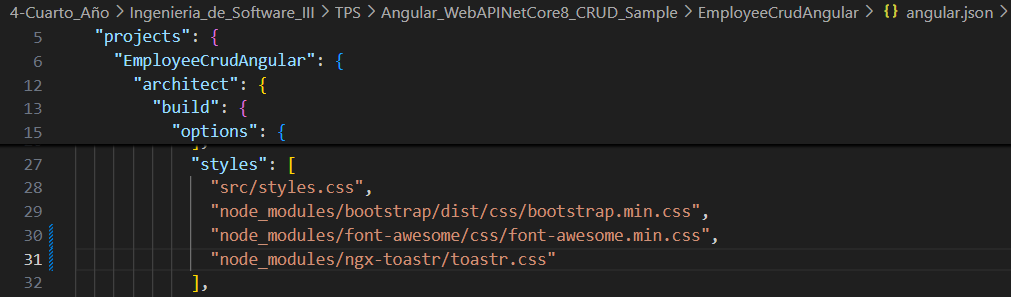 4-Cuarto_Año > Ingenieria_de_Software_III > TPS > Angular_WebAPINetCore8_CRUD_Sample > EmployeeCrudAngular > {} angular.json >
5 "projects": {
6 "EmployeeCrudAngular": {
12 "architect": {
13 "build": {
15 "options": {
27 "styles": [
28 "src/styles.css",
29 "node_modules/bootstrap/dist/css/bootstrap.min.css",
30 "node_modules/font-awesome/css/font-awesome.min.css",
31 "node_modules/ngx-toastr/toastr.css"
32 ],